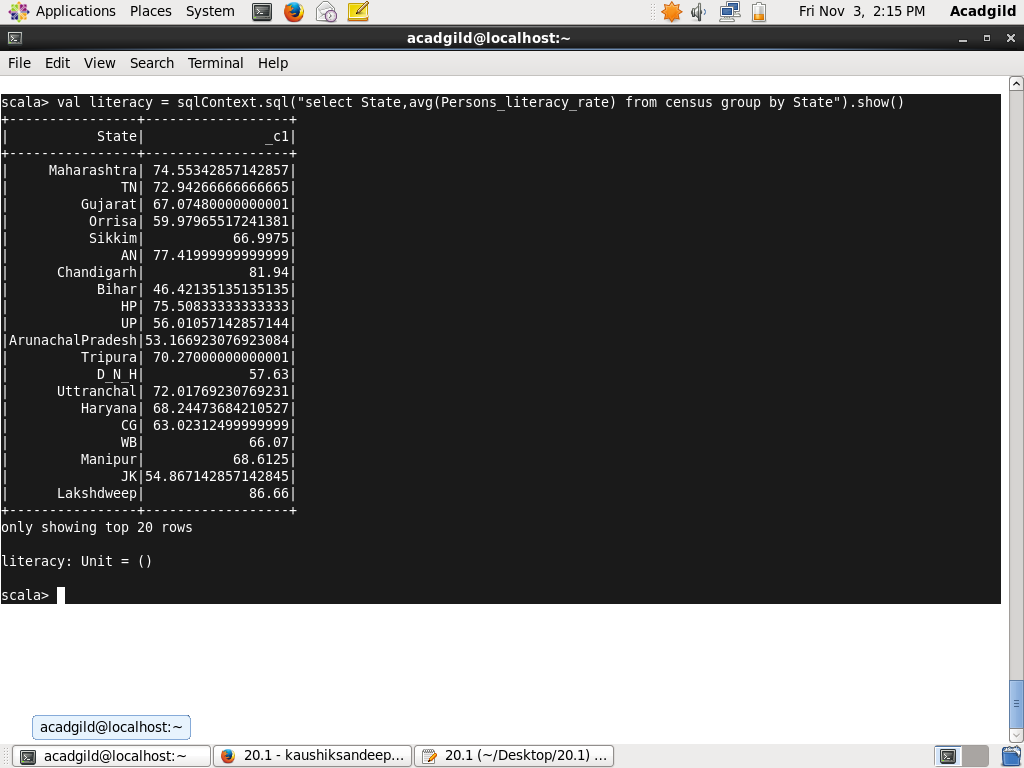 Applications Places System Fri Nov 3, 2:15 PM Acadgild
acadgild@localhost:~
File Edit View Search Terminal Help
scala> val literacy = sqlContext.sql("select State,avg(Persons_literacy_rate) from census group by State").show()
+----------------+------------------+
|           State|               _c1|
+----------------+------------------+
|     Maharashtra| 74.55342857142857|
|              TN| 72.94266666666665|
|         Gujarat| 67.07480000000001|
|          Orrisa| 59.97965517241381|
|          Sikkim|           66.9975|
|              AN| 77.41999999999999|
|      Chandigarh|             81.94|
|           Bihar| 46.42135135135135|
|              HP| 75.50833333333333|
|              UP| 56.01057142857144|
|ArunachalPradesh|53.166923076923084|
|         Tripura| 70.27000000000001|
|           D_N_H|             57.63|
|      Uttranchal| 72.01769230769231|
|         Haryana| 68.24473684210527|
|              CG| 63.02312499999999|
|              WB|             66.07|
|         Manipur|           68.6125|
|              JK|54.867142857142845|
|      Lakshdweep|             86.66|
+----------------+------------------+
only showing top 20 rows
literacy: Unit = ()
scala>
acadgild@localhost:~
acadgild@localhost:~ 20.1 - kaushiksandeep... 20.1 (~/Desktop/20.1) ...